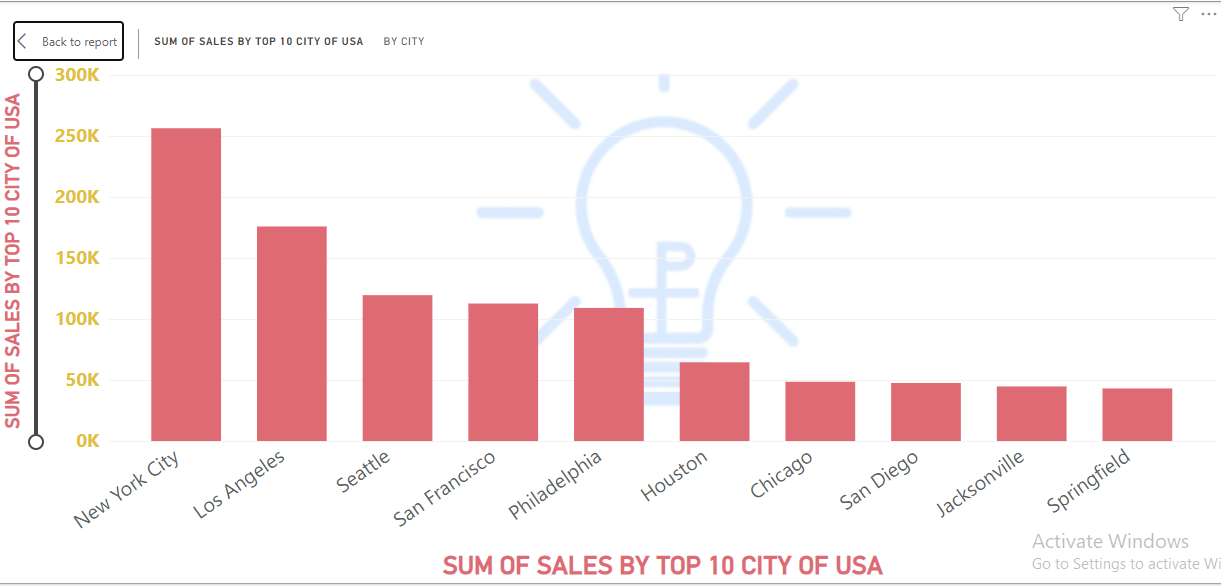 Back to report
SUM OF SALES BY TOP 10 CITY OF USA
BY CITY
SUM OF SALES BY TOP 10 CITY OF USA
300K
250K
200K
150K
100K
50K
0K
New York City
Los Angeles
Seattle
San Francisco
Philadelphia
Houston
Chicago
San Diego
Jacksonville
Springfield
SUM OF SALES BY TOP 10 CITY OF USA
Activate Windows
Go to Settings to activate Wi